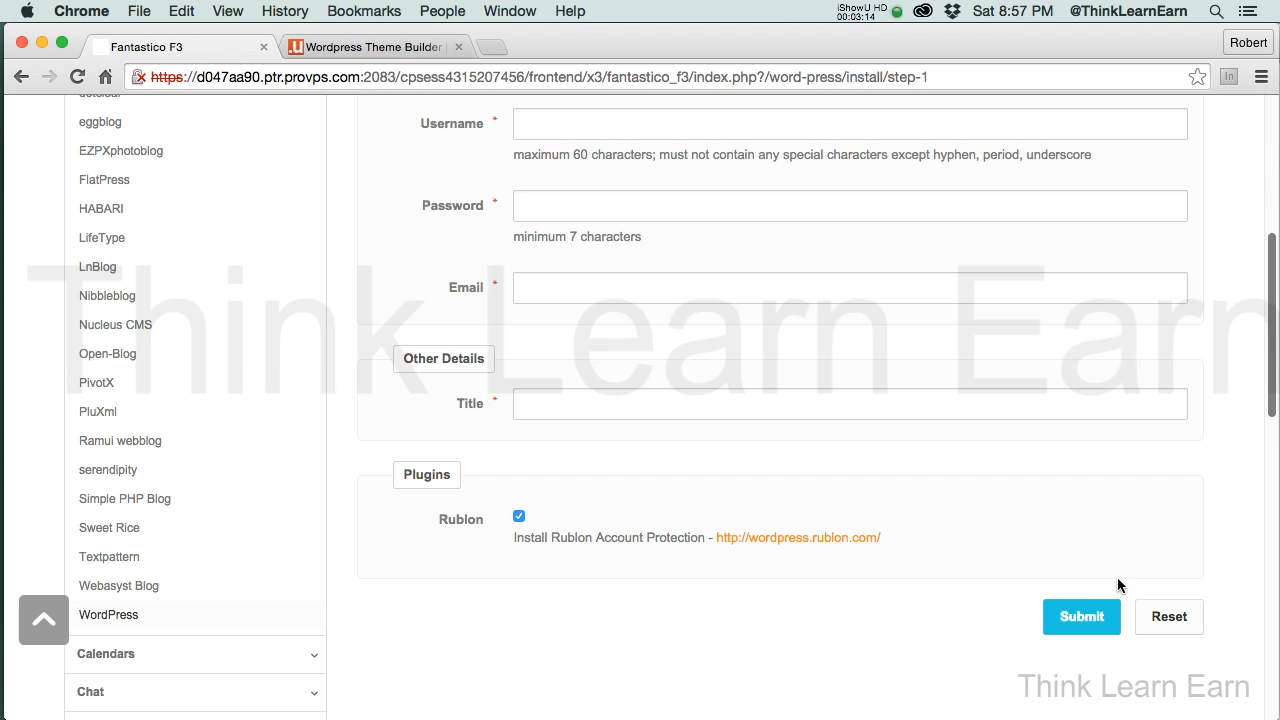 Chrome File Edit View History Bookmarks People Window Help iShowU HD 00:03:14 Sat 8:57 PM @ThinkLearnEarn
Fantastico F3 Wordpress Theme Builder Robert
https://d047aa90.ptr.provps.com:2083/cpsess4315207456/frontend/x3/fantastico_f3/index.php?/word-press/install/step-1
eggblog
EZPXphotoblog
FlatPress
HABARI
LifeType
LnBlog
Nibbleblog
Nucleus CMS
Open-Blog
PivotX
PluXml
Ramui webblog
serendipity
Simple PHP Blog
Sweet Rice
Textpattern
Webasyst Blog
WordPress
Calendars
Chat
Username *
maximum 60 characters; must not contain any special characters except hyphen, period, underscore
Password *
minimum 7 characters
Email *
Other Details
Title *
Plugins
Rublon
Install Rublon Account Protection - http://wordpress.rublon.com/
Submit Reset
Think Learn Earn
Think Learn Earn